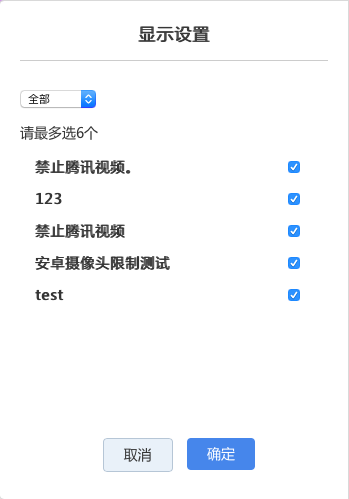 显示设置
全部
请最多选6个
禁止腾讯视频。
123
禁止腾讯视频
安卓摄像头限制测试
test
取消 确定